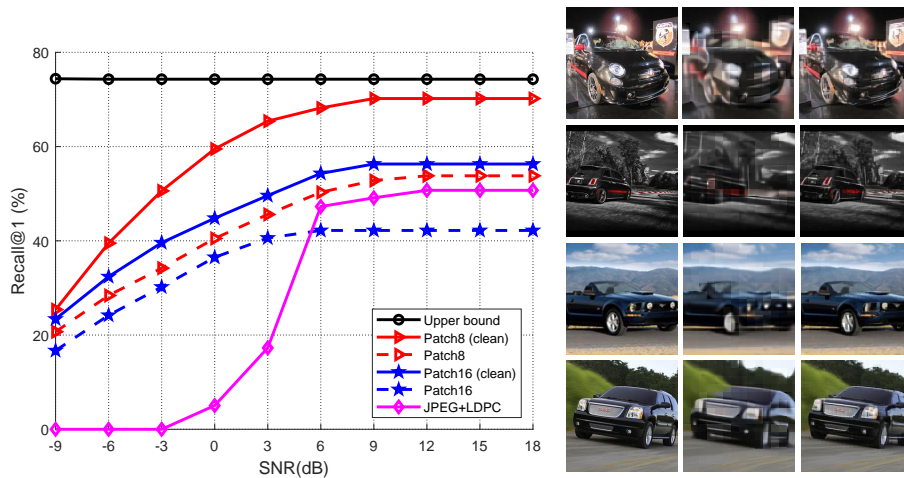 80
60
40
20
0
Recall@1 (%)
-9 -6 -3 0 3 6 9 12 15 18
SNR(dB)
Upper bound
Patch8 (clean)
Patch8
Patch16 (clean)
Patch16
JPEG+LDPC